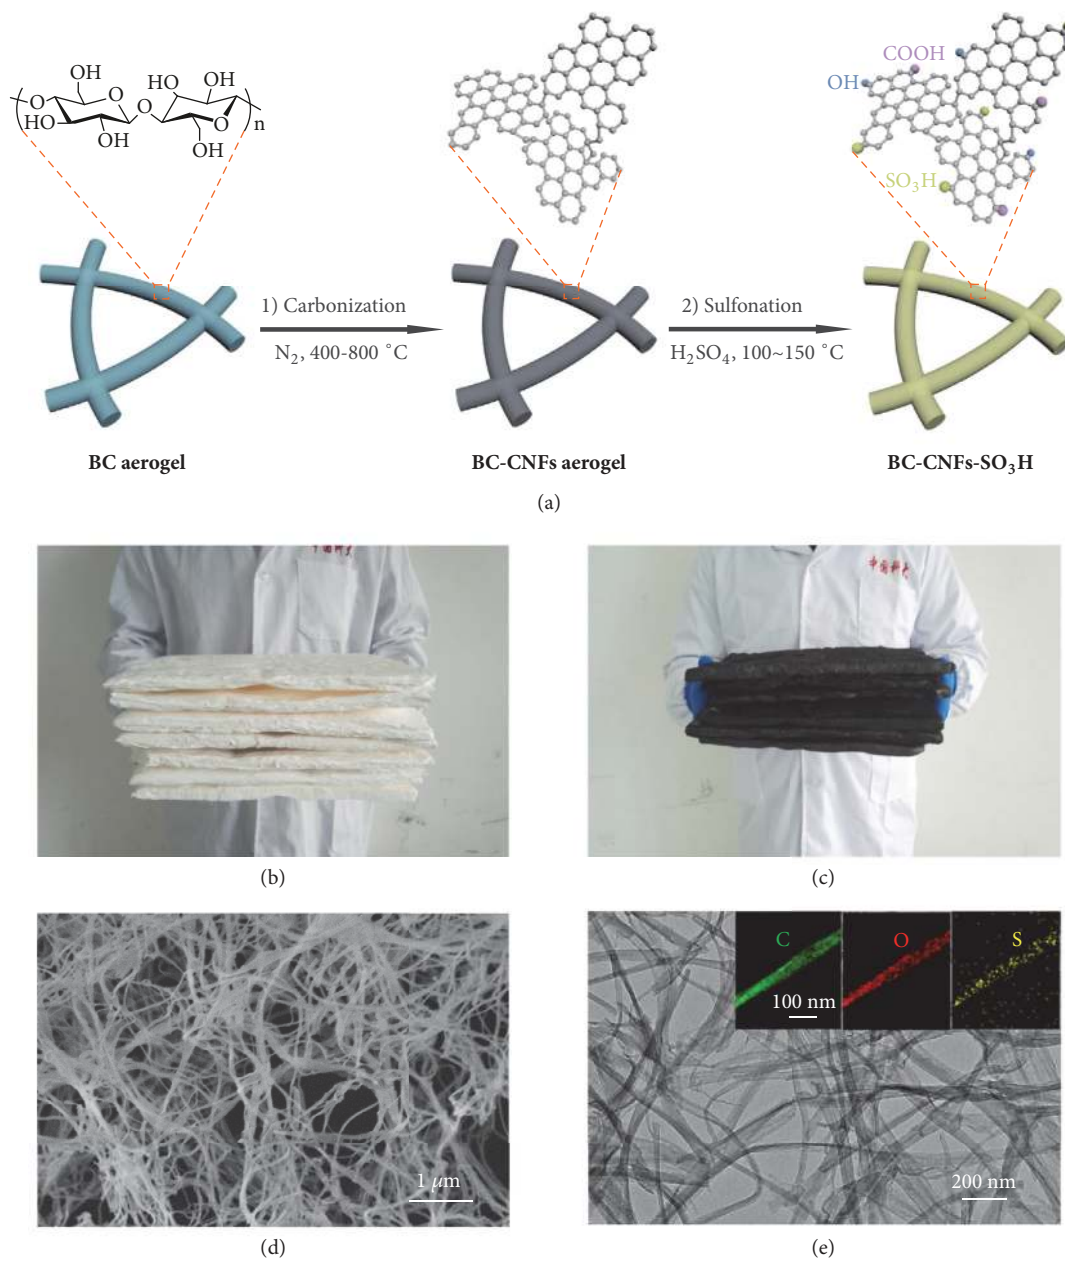 COOH
OH
SO₃H
OH
HO
OH
OH
O
O
O
O
HO
OH
OH
n
1) Carbonization
N₂, 400-800 °C
2) Sulfonation
H₂SO₄, 100~150 °C
BC aerogel
BC-CNFs aerogel
BC-CNFs-SO₃H
(a)
(b)
(c)
C
O
S
100 nm
1 μm
200 nm
(d)
(e)